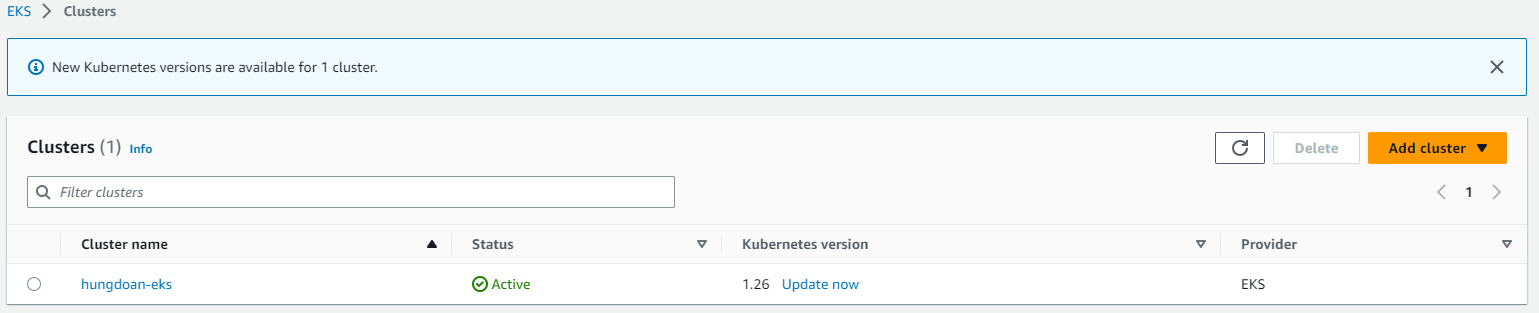 EKS > Clusters
New Kubernetes versions are available for 1 cluster.
Clusters (1) Info
Delete
Add cluster
Filter clusters
1
Cluster name Status Kubernetes version Provider
hungdoan-eks Active 1.26 Update now EKS